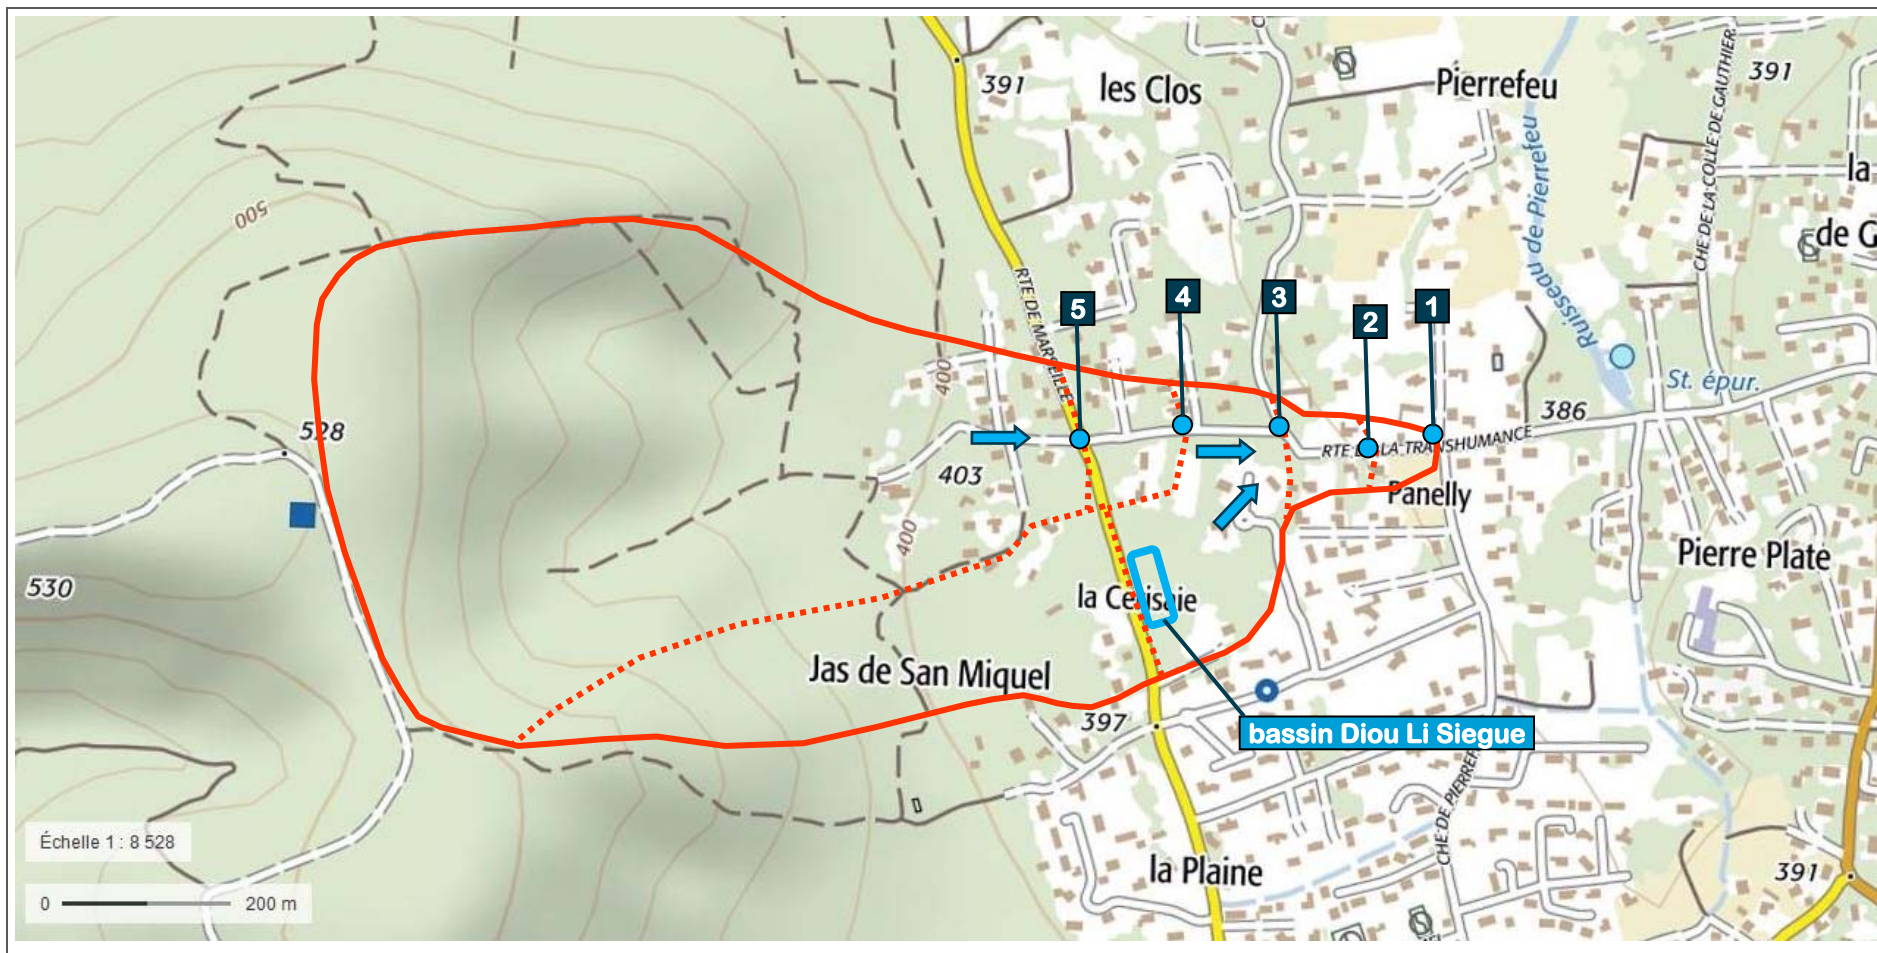 391
les Clos
Pierrefeu
391
CHE DE LA COLLE DE GAUTHIER
la
500
Ruisseau de Pierrefeu
de G
RTE DE MARSEILLE
5
4
3
2
1
400
St. épur.
386
528
RTE DE LA TRANSHUMANCE
403
Panelly
400
Pierre Plate
530
la Cerisaie
Jas de San Miquel
397
bassin Diou Li Siegue
CHE DE PIERREF
Échelle 1 : 8 528
la Plaine
391
0 200 m